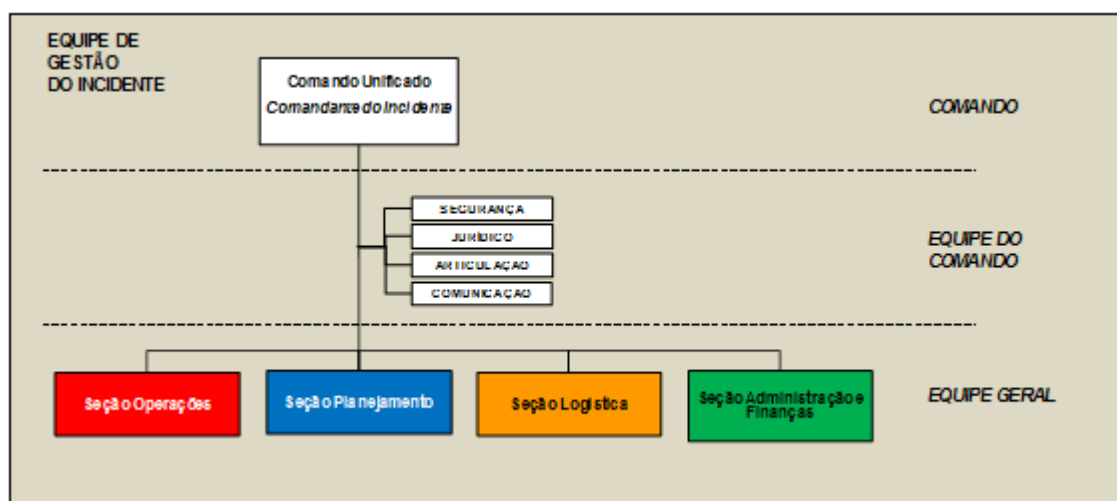 EQUIPE DE
GESTÃO
DO INCIDENTE
Comando Unificado
Comandante do Incidente
COMANDO
SEGURANÇA
JURÍDICO
ARTICULAÇÃO
COMUNICAÇÃO
EQUIPE DO
COMANDO
Seção Operações
Seção Planejamento
Seção Logística
Seção Administração e
Finanças
EQUIPE GERAL